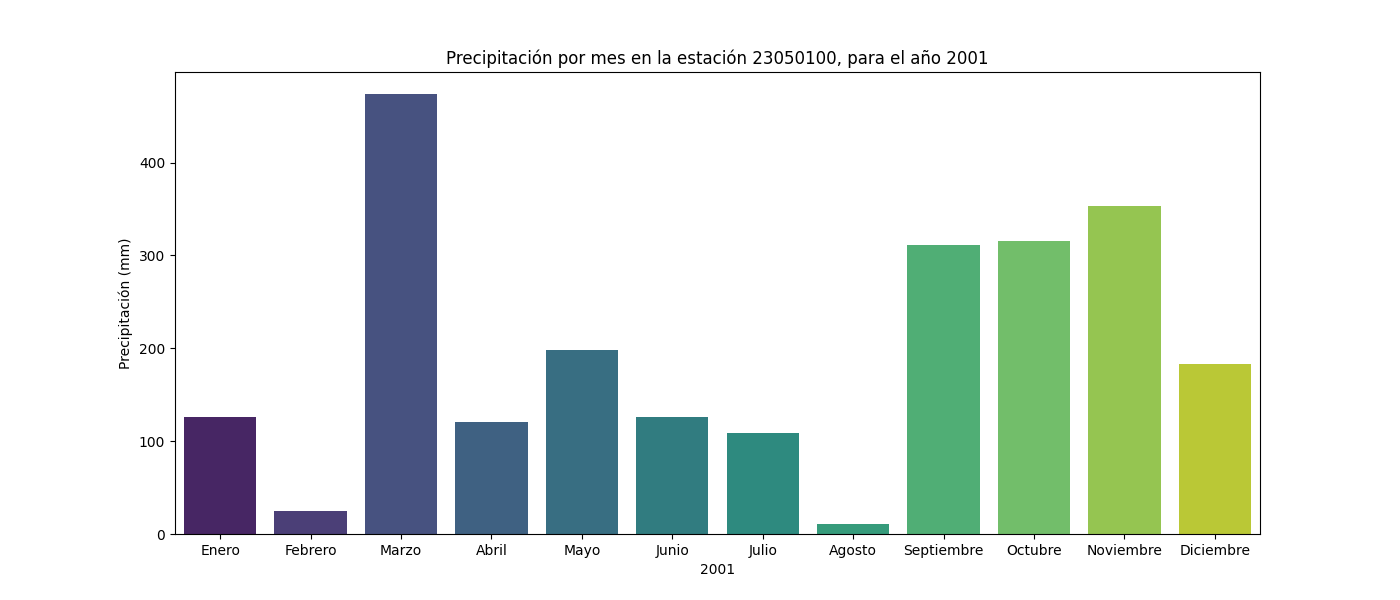 Precipitación por mes en la estación 23050100, para el año 2001
Precipitación (mm)
400
300
200
100
0
Enero Febrero Marzo Abril Mayo Junio Julio Agosto Septiembre Octubre Noviembre Diciembre
2001